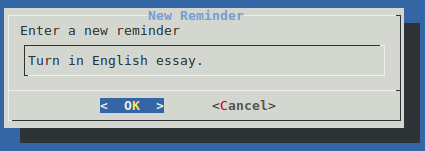 New Reminder
Enter a new reminder
Turn in English essay.
<  OK  >	<Cancel>